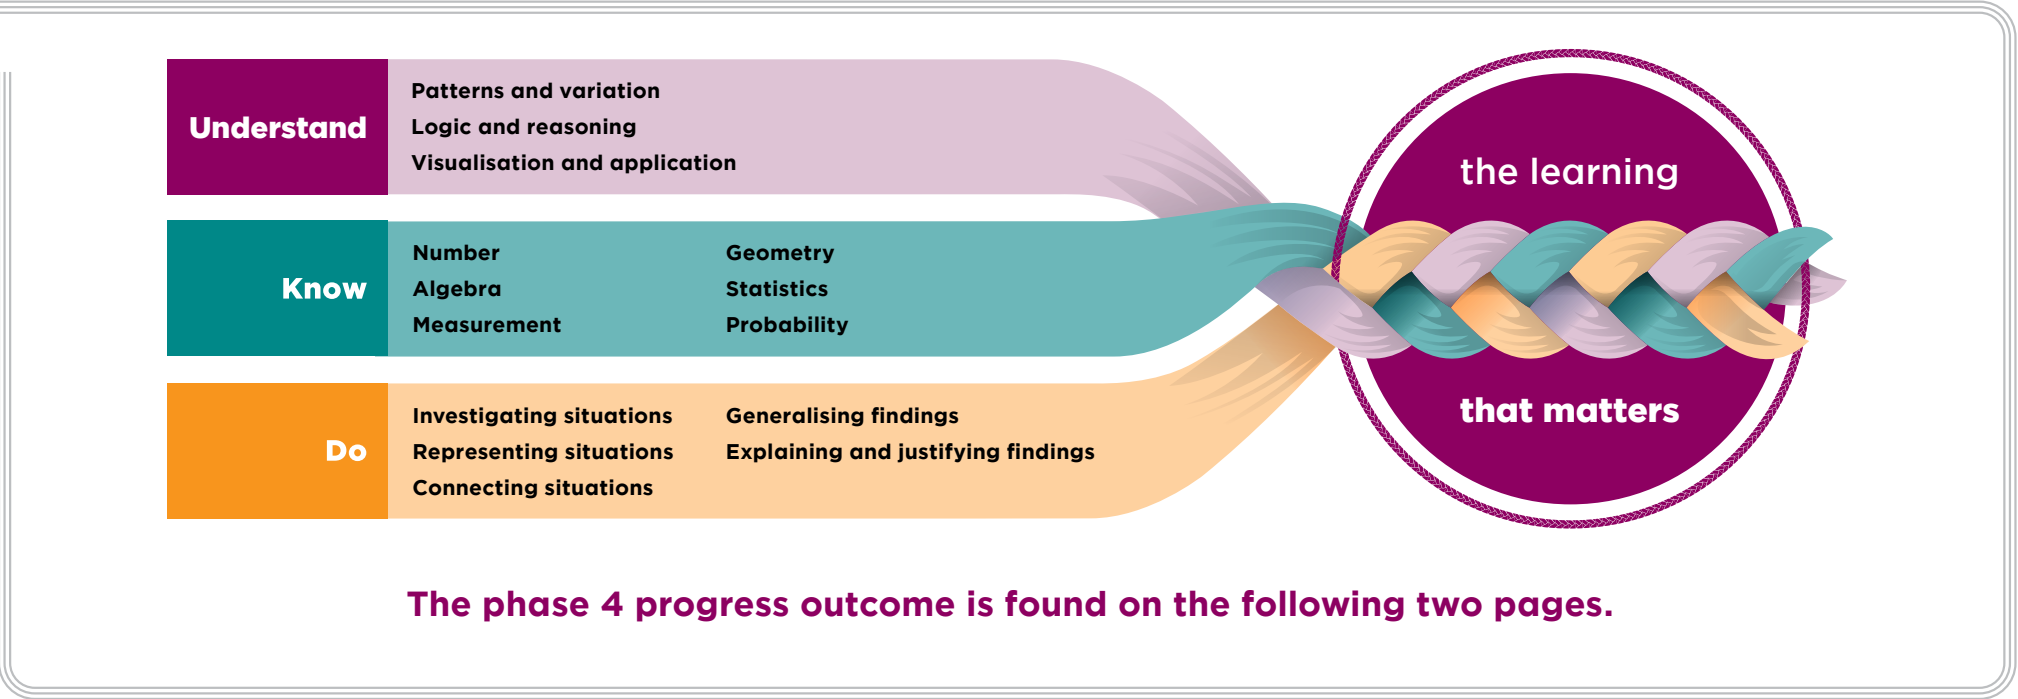 Understand
Patterns and variation
Logic and reasoning
Visualisation and application
Know
Number
Algebra
Measurement
Geometry
Statistics
Probability
Do
Investigating situations
Representing situations
Connecting situations
Generalising findings
Explaining and justifying findings
the learning
that matters
The phase 4 progress outcome is found on the following two pages.